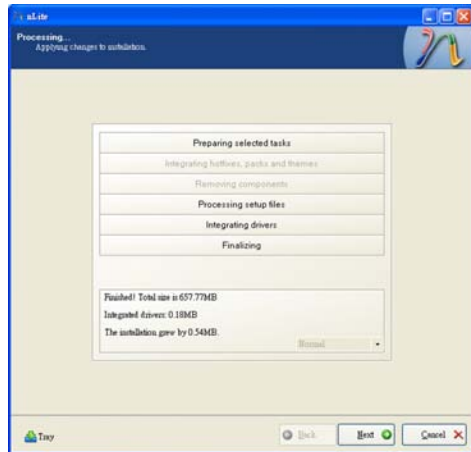 nLite
Processing...
Applying changes to installation.
Preparing selected tasks
Integrating hotfixes, packs and themes
Removing components
Processing setup files
Integrating drivers
Finalizing
Finished! Total size is 657.77MB
Integrated drivers: 0.18MB
The installation grew by 0.54MB.
Normal
Tray
Back
Next
Cancel